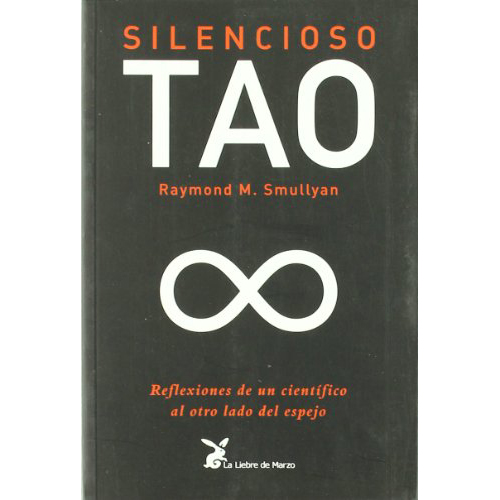 SILENCIOSO
TAO
Raymond M. Smullyan
Reflexiones de un científico
al otro lado del espejo
La Liebre de Marzo